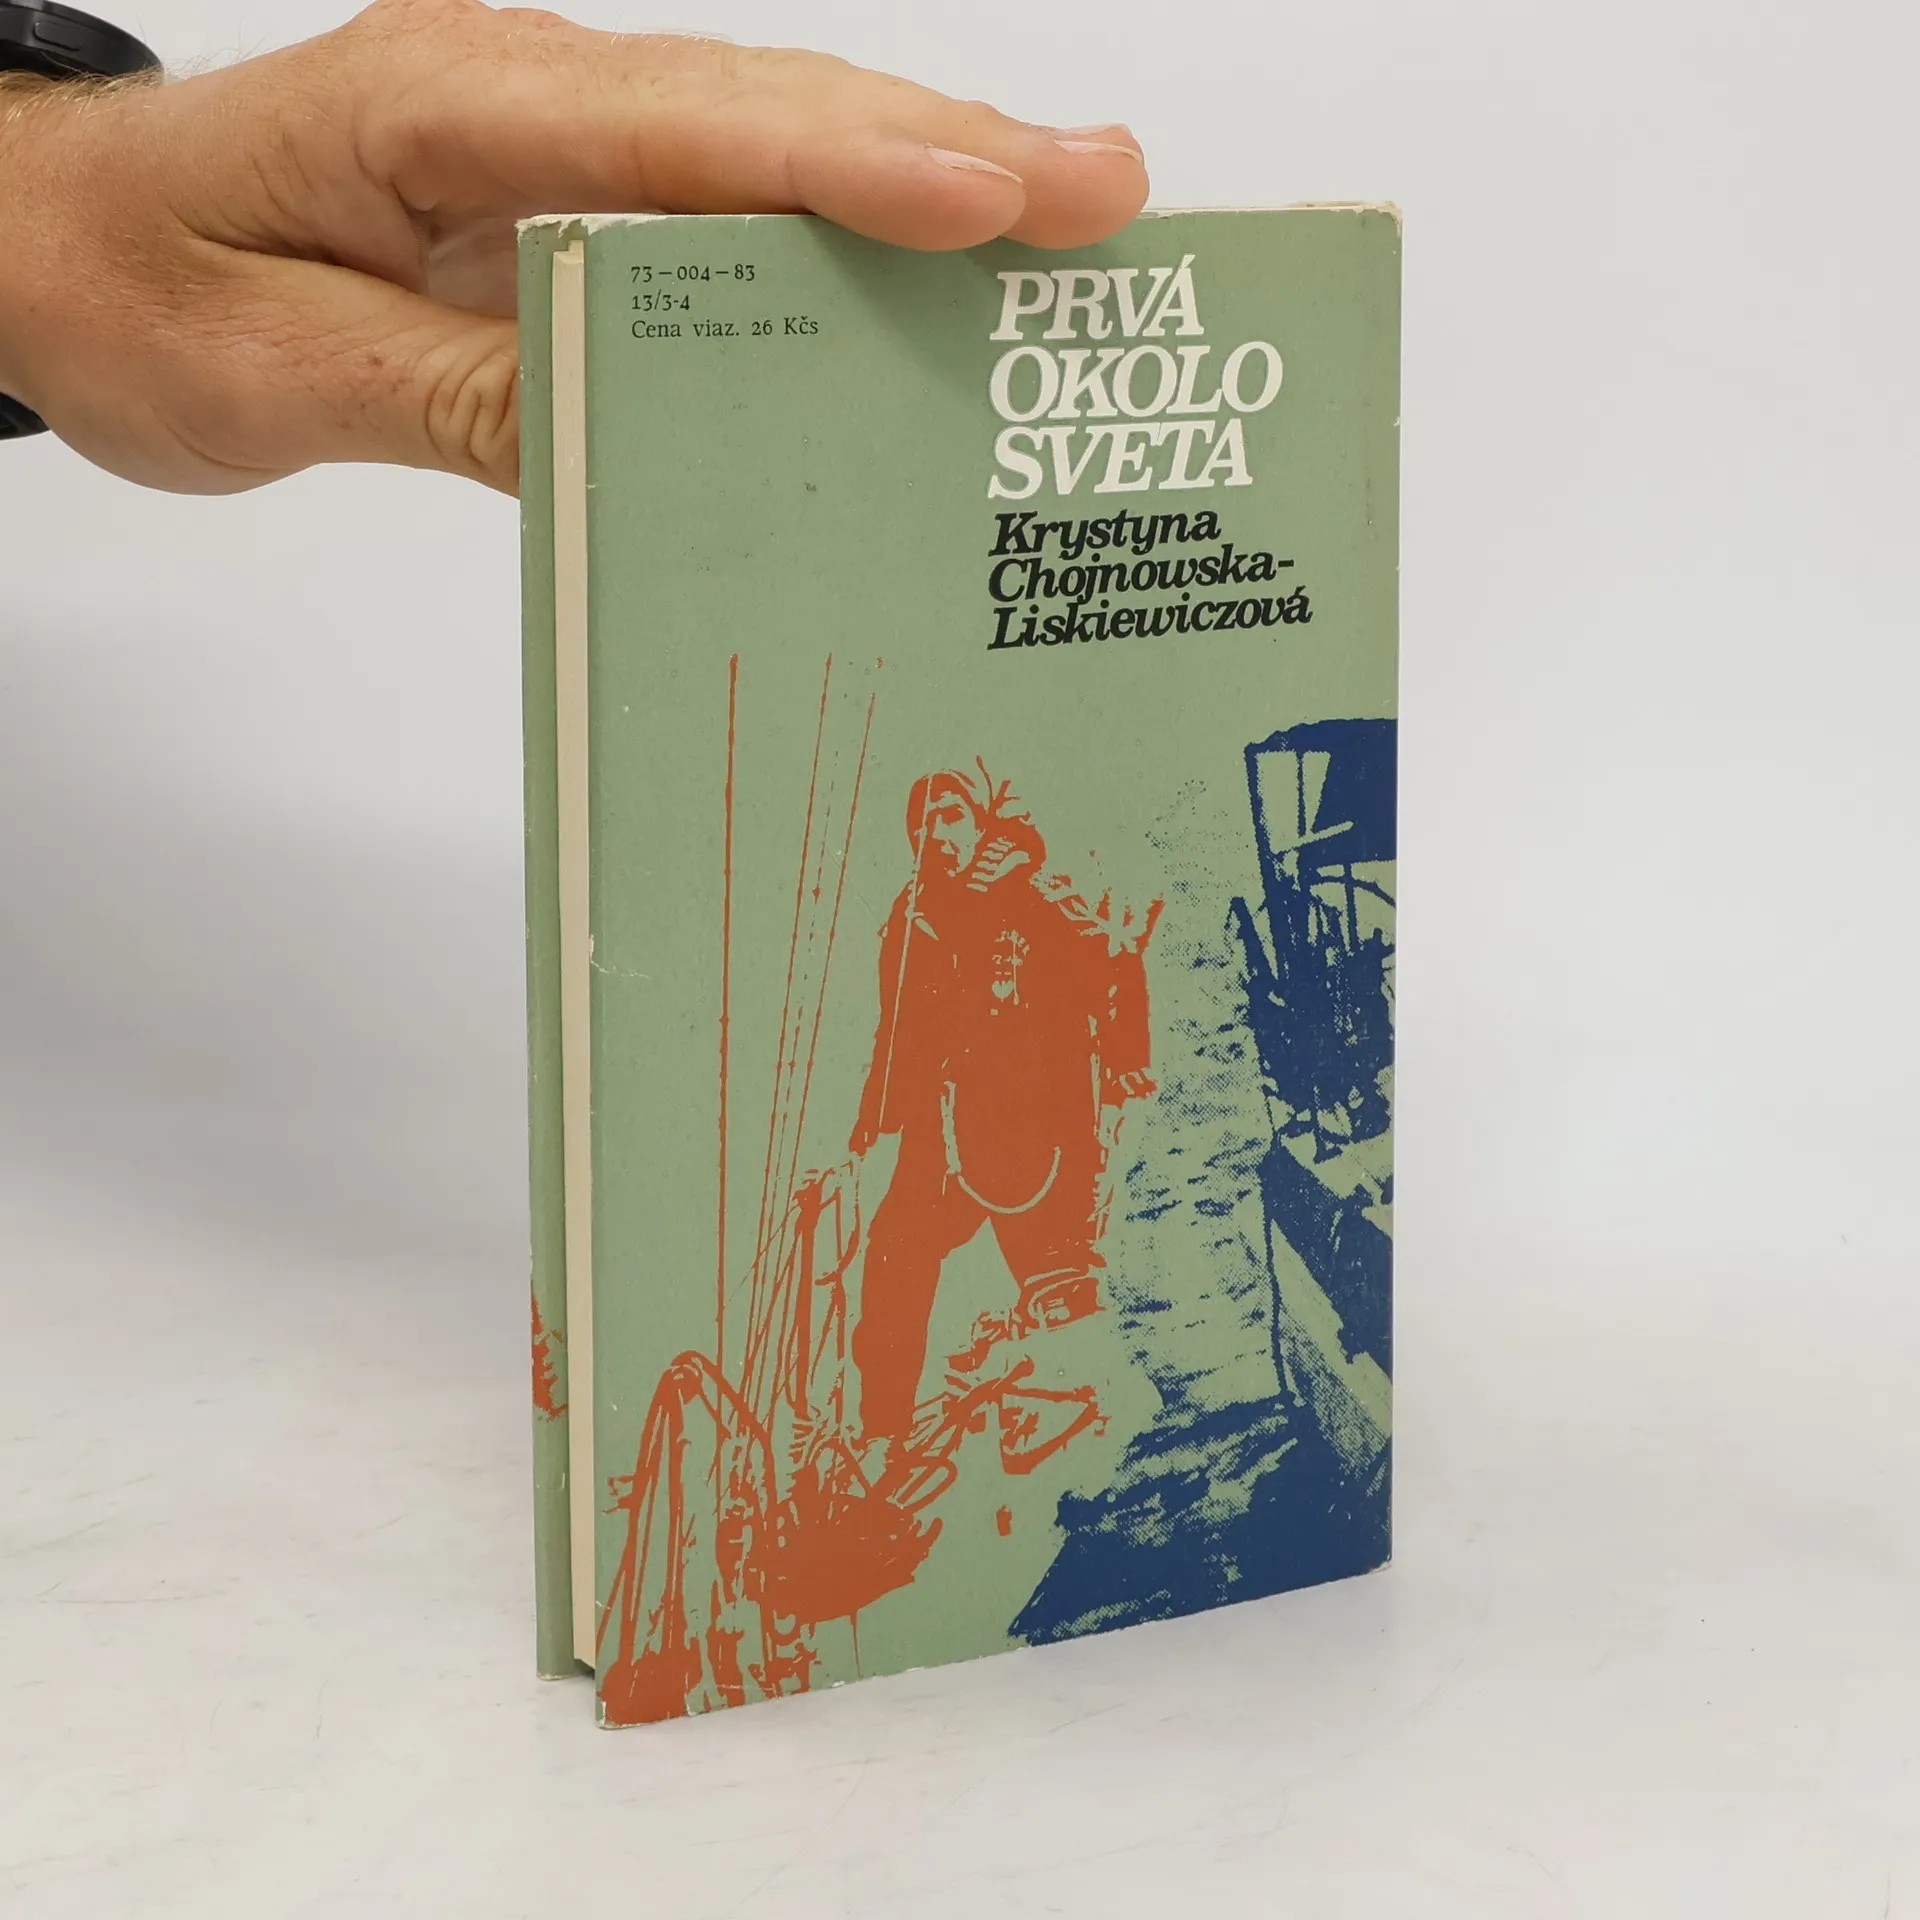 73 – 004 – 83
13/3-4
Cena viaz. 26 Kčs
PRVÁ
OKOLO
SVETA
Krystyna
Chojnowska-
Liskiewiczová